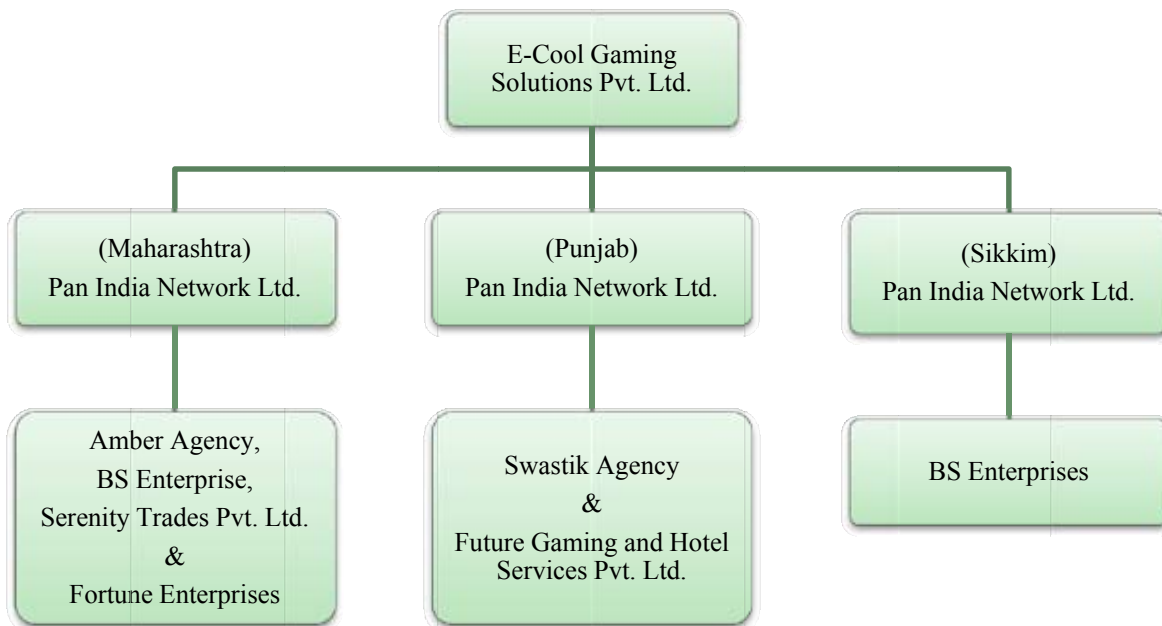 E-Cool Gaming
Solutions Pvt. Ltd.
(Maharashtra)
Pan India Network Ltd.
(Punjab)
Pan India Network Ltd.
(Sikkim)
Pan India Network Ltd.
Amber Agency,
BS Enterprise,
Serenity Trades Pvt. Ltd.
&
Fortune Enterprises
Swastik Agency
&
Future Gaming and Hotel
Services Pvt. Ltd.
BS Enterprises